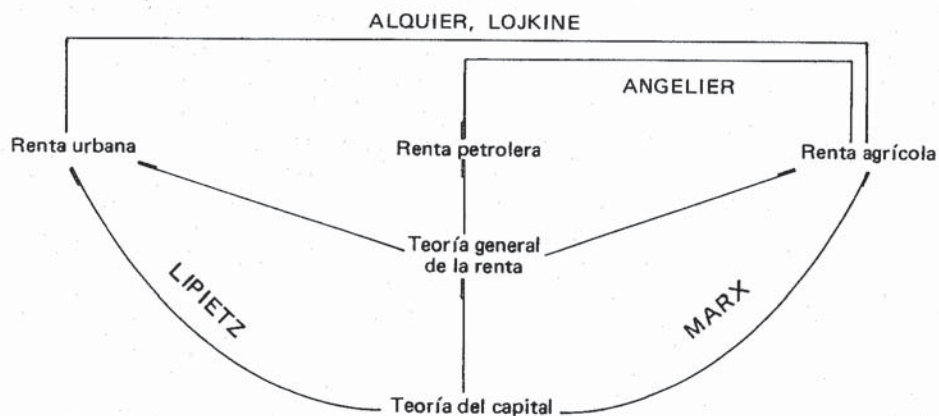 ALQUIER, LOJKINE
ANGELIER
Renta urbana
Renta petrolera
Renta agrícola
Teoría general
de la renta
LIPIETZ
MARX
Teoría del capital